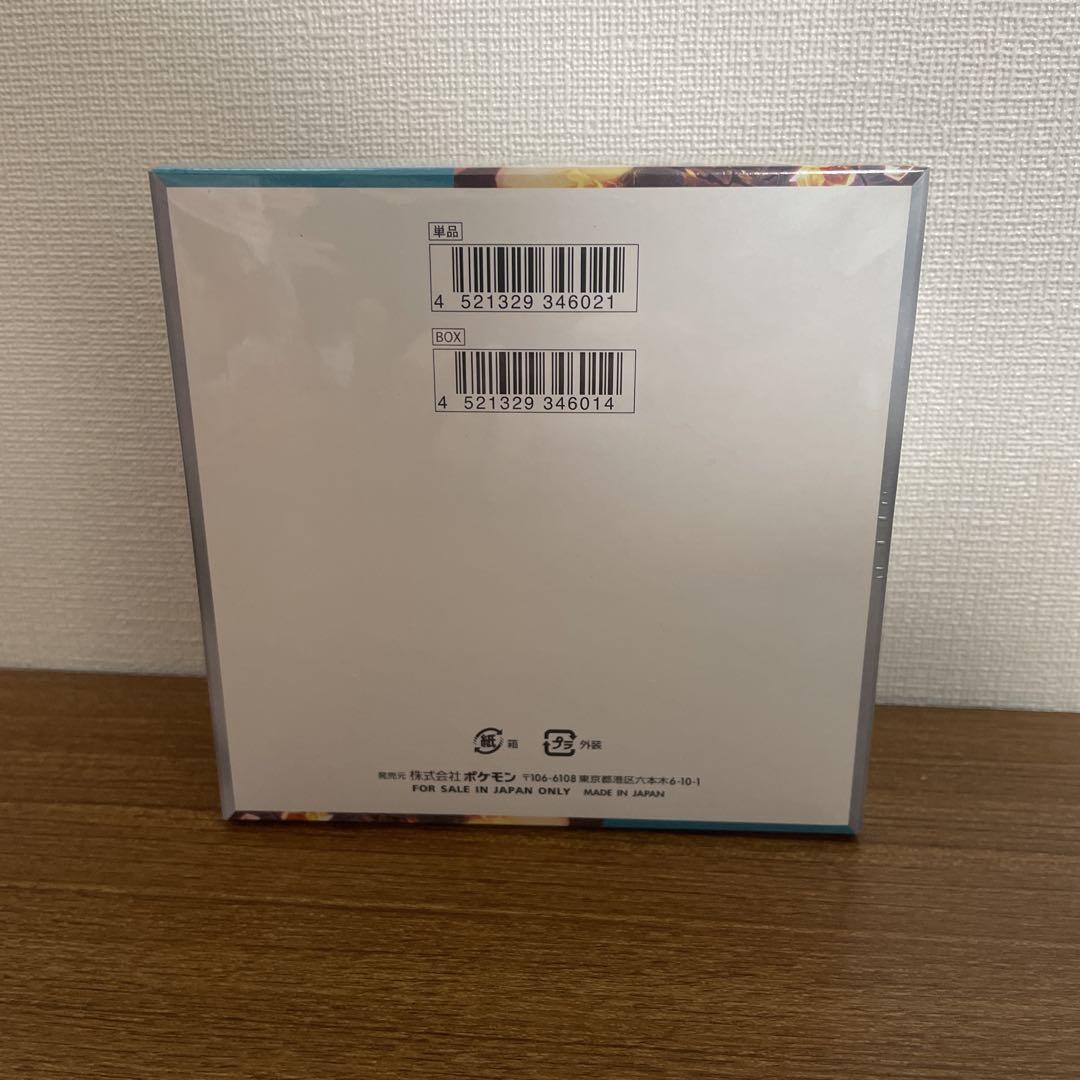 単品
4 521329 346021
BOX
4 521329 346014
紙 箱 プラ 外装
発売元 株式会社 ポケモン 〒106-6108 東京都港区六本木6-10-1
FOR SALE IN JAPAN ONLY MADE IN JAPAN